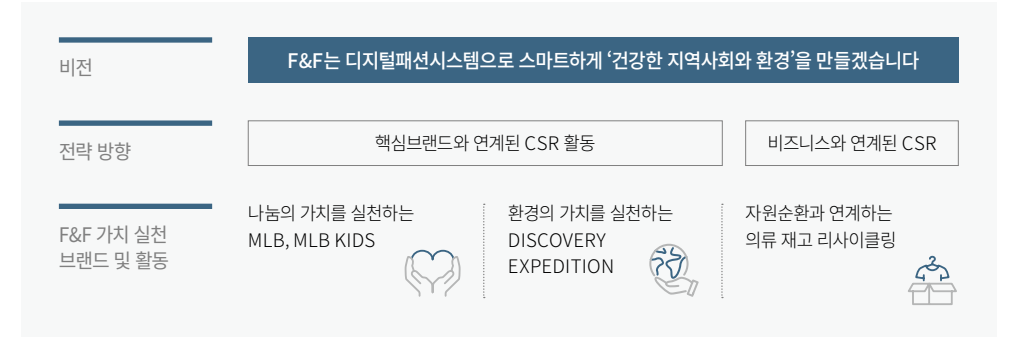 비전
F&F는 디지털패션시스템으로 스마트하게 ‘건강한 지역사회와 환경’을 만들겠습니다
전략 방향
핵심브랜드와 연계된 CSR 활동
비즈니스와 연계된 CSR
F&F 가치 실천
브랜드 및 활동
나눔의 가치를 실천하는
MLB, MLB KIDS
환경의 가치를 실천하는
DISCOVERY
EXPEDITION
자원순환과 연계하는
의류 재고 리사이클링